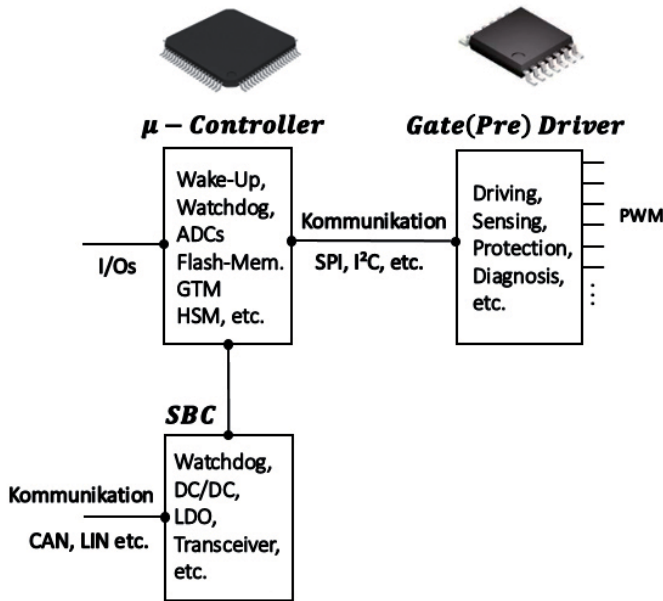 μ − Controller
Gate(Pre) Driver
Wake-Up,
Watchdog,
ADCs
Flash-Mem.
GTM
HSM, etc.
I/Os
Kommunikation
SPI, I²C, etc.
Driving,
Sensing,
Protection,
Diagnosis,
etc.
PWM
SBC
Watchdog,
DC/DC,
LDO,
Transceiver,
etc.
Kommunikation
CAN, LIN etc.